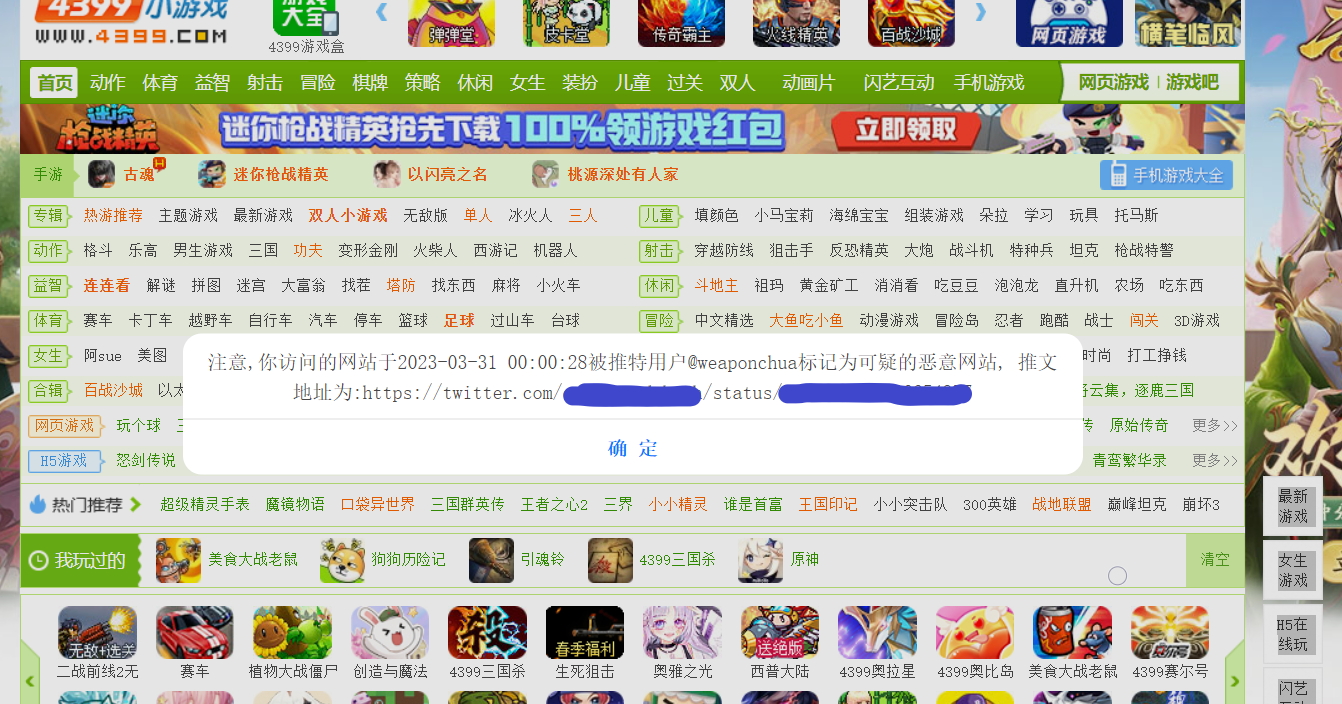 4399小游戏
www.4399.com
大全
4399游戏盒
弹弹堂 皮卡堂 传奇霸主 火线精英 百战沙城
网页游戏 横笔临风
首页 动作 体育 益智 射击 冒险 棋牌 策略 休闲 女生 装扮 儿童 过关 双人 动画片 闪艺互动 手机游戏 网页游戏 | 游戏吧
迷你枪战精英 迷你枪战精英抢先下载100%领游戏红包 立即领取
手游 古魂 H 迷你枪战精英 以闪亮之名 桃源深处有人家 手机游戏大全
专辑 热游推荐 主题游戏 最新游戏 双人小游戏 无敌版 单人 冰火人 三人
儿童 填颜色 小马宝莉 海绵宝宝 组装游戏 朵拉 学习 玩具 托马斯
动作 格斗 乐高 男生游戏 三国 功夫 变形金刚 火柴人 西游记 机器人
射击 穿越防线 狙击手 反恐精英 大炮 战斗机 特种兵 坦克 枪战特警
益智 连连看 解谜 拼图 迷宫 大富翁 找茬 塔防 找东西 麻将 小火车
休闲 斗地主 祖玛 黄金矿工 消消看 吃豆豆 泡泡龙 直升机 农场 吃东西
体育 赛车 卡丁车 越野车 自行车 汽车 停车 篮球 足球 过山车 台球
冒险 中文精选 大鱼吃小鱼 动漫游戏 冒险岛 忍者 跑酷 战士 闯关 3D游戏
女生 阿sue 美图
时尚 打工挣钱
合辑 百战沙城 以太
云集，逐鹿三国
网页游戏 玩个球
原始传奇 更多>>
H5游戏 怒剑传说
青鸾繁华录 更多>>
注意,你访问的网站于2023-03-31 00:00:28被推特用户@weaponchua标记为可疑的恶意网站, 推文
地址为:https://twitter.com/ /status/
确 定
热门推荐 超级精灵手表 魔镜物语 口袋异世界 三国群英传 王者之心2 三界 小小精灵 谁是首富 王国印记 小小突击队 300英雄 战地联盟 巅峰坦克 崩坏3
我玩过的 美食大战老鼠 狗狗历险记 引魂铃 4399三国杀 原神 清空
最新
游戏
女生
游戏
H5在
线玩
闪艺
无敌+选关 春季福利 送绝版
二战前线2无 赛车 植物大战僵尸 创造与魔法 4399三国杀 生死狙击 奥雅之光 西普大陆 4399奥拉星 4399奥比岛 美食大战老鼠 4399赛尔号